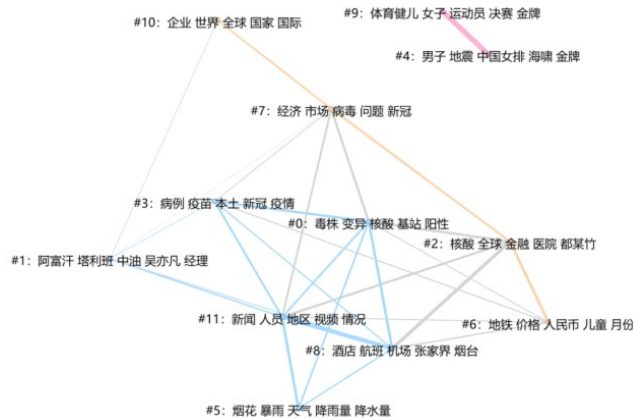 #9：体育健儿 女子 运动员 决赛 金牌
#10：企业 世界 全球 国家 国际
#4：男子 地震 中国女排 海啸 金牌
#7：经济 市场 病毒 问题 新冠
#3：病例 疫苗 本土 新冠 疫情
#0：毒株 变异 核酸 基站 阳性
#2：核酸 全球 金融 医院 都某竹
#1：阿富汗 塔利班 中油 吴亦凡 经理
#11：新闻 人员 地区 视频 情况
#6：地铁 价格 人民币 儿童 月份
#8：酒店 航班 机场 张家界 烟台
#5：烟花 暴雨 天气 降雨量 降水量